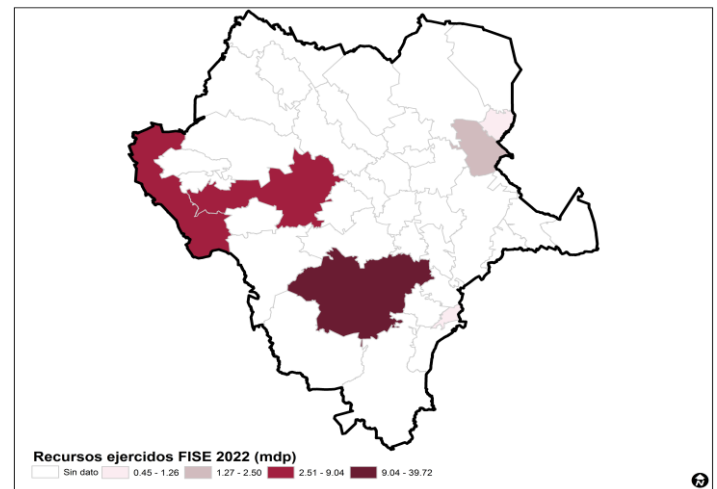 Recursos ejercidos FISE 2022 (mdp)
Sin dato 0.45 - 1.26 1.27 - 2.50 2.51 - 9.04 9.04 - 39.72